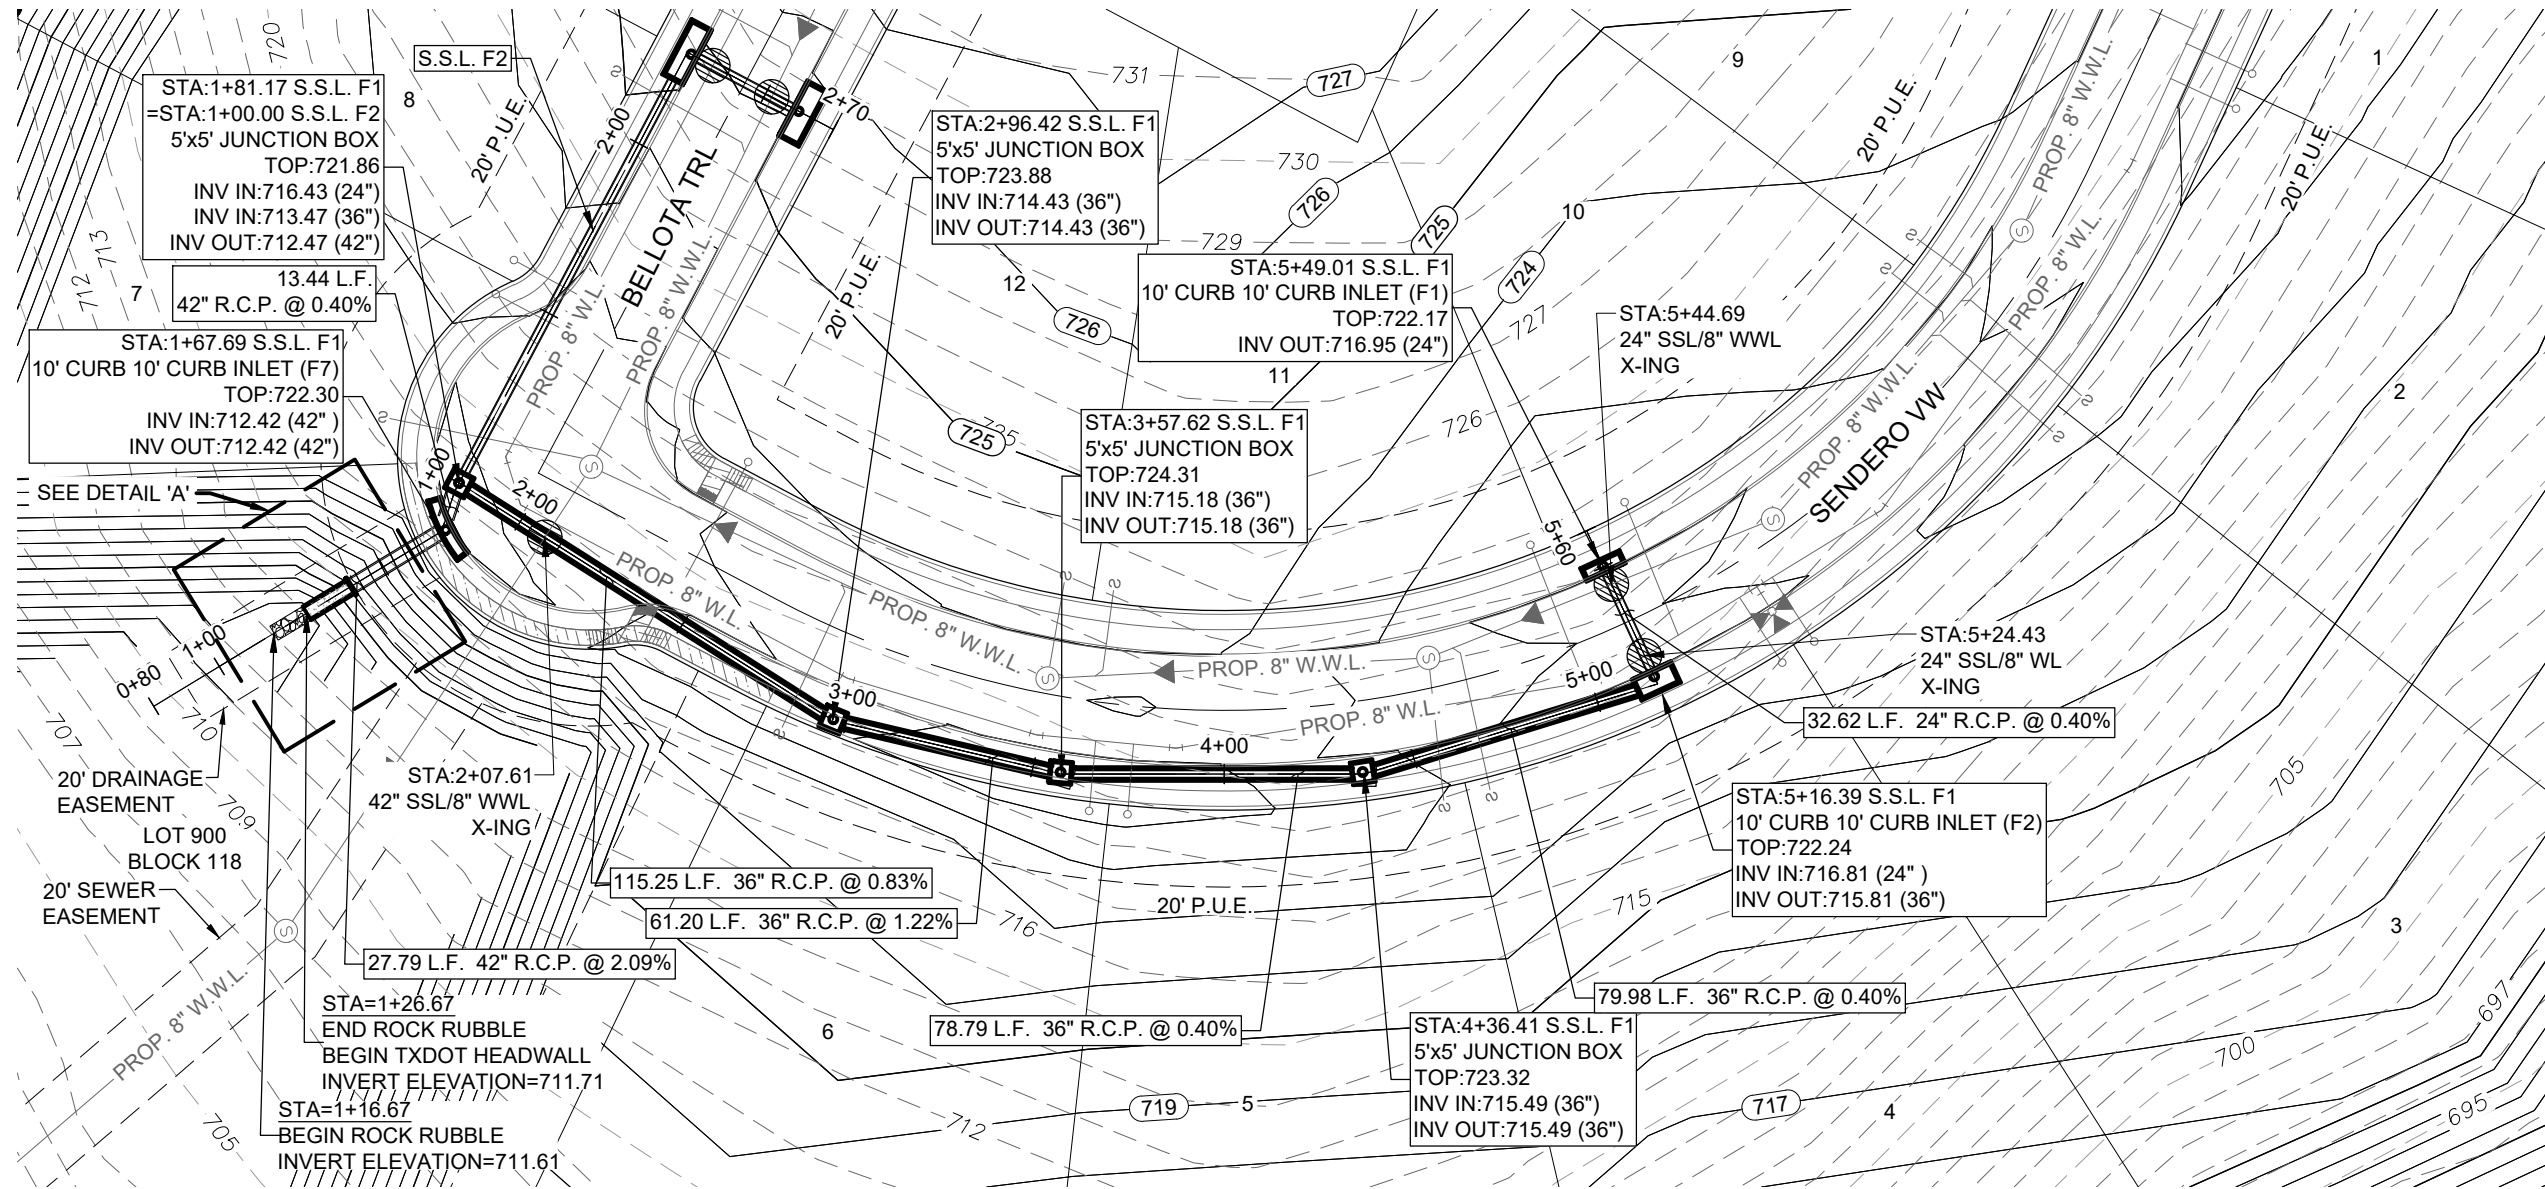 S.S.L. F2
720
731
727
9
1
STA:1+81.17 S.S.L. F1
=STA:1+00.00 S.S.L. F2
5'x5' JUNCTION BOX
TOP:721.86
INV IN:716.43 (24")
INV IN:713.47 (36")
INV OUT:712.47 (42")
8
20' P.U.E.
2+00
2+70
BELLOTA TRL
PROP. 8" W.L.
PROP. 8" W.W.L.
STA:2+96.42 S.S.L. F1
5'x5' JUNCTION BOX
TOP:723.88
INV IN:714.43 (36")
INV OUT:714.43 (36")
730
726
729
725
10
20' P.U.E.
PROP. 8" W.W.L.
20' P.U.E.
PROP. 8" W.L.
712
713
7
13.44 L.F.
42" R.C.P. @ 0.40%
12
20' P.U.E.
726
STA:5+49.01 S.S.L. F1
10' CURB 10' CURB INLET (F1)
TOP:722.17
INV OUT:716.95 (24")
724
727
STA:5+44.69
24" SSL/8" WWL
X-ING
PROP. 8" W.L.
STA:1+67.69 S.S.L. F1
10' CURB 10' CURB INLET (F7)
TOP:722.30
INV IN:712.42 (42" )
INV OUT:712.42 (42")
11
PROP. 8" W.W.L.
SENDERO VW
2
725
725
726
STA:3+57.62 S.S.L. F1
5'x5' JUNCTION BOX
TOP:724.31
INV IN:715.18 (36")
INV OUT:715.18 (36")
SEE DETAIL 'A'
1+00
2+00
5+60
PROP. 8" W.L.
PROP. 8" W.W.L.
PROP. 8" W.W.L.
PROP. 8" W.L.
0+80
1+00
3+00
4+00
5+00
STA:5+24.43
24" SSL/8" WL
X-ING
32.62 L.F.  24" R.C.P. @ 0.40%
707
710
709
20' DRAINAGE
EASEMENT
LOT 900
BLOCK 118
20' SEWER
EASEMENT
STA:2+07.61
42" SSL/8" WWL
X-ING
705
STA:5+16.39 S.S.L. F1
10' CURB 10' CURB INLET (F2)
TOP:722.24
INV IN:716.81 (24" )
INV OUT:715.81 (36")
115.25 L.F.  36" R.C.P. @ 0.83%
61.20 L.F.  36" R.C.P. @ 1.22%
716
20' P.U.E.
715
3
27.79 L.F.  42" R.C.P. @ 2.09%
PROP. 8" W.W.L.
STA=1+26.67
END ROCK RUBBLE
BEGIN TXDOT HEADWALL
INVERT ELEVATION=711.71
6
78.79 L.F.  36" R.C.P. @ 0.40%
79.98 L.F.  36" R.C.P. @ 0.40%
STA:4+36.41 S.S.L. F1
5'x5' JUNCTION BOX
TOP:723.32
INV IN:715.49 (36")
INV OUT:715.49 (36")
697
700
STA=1+16.67
BEGIN ROCK RUBBLE
INVERT ELEVATION=711.61
705
712
719
5
717
4
695